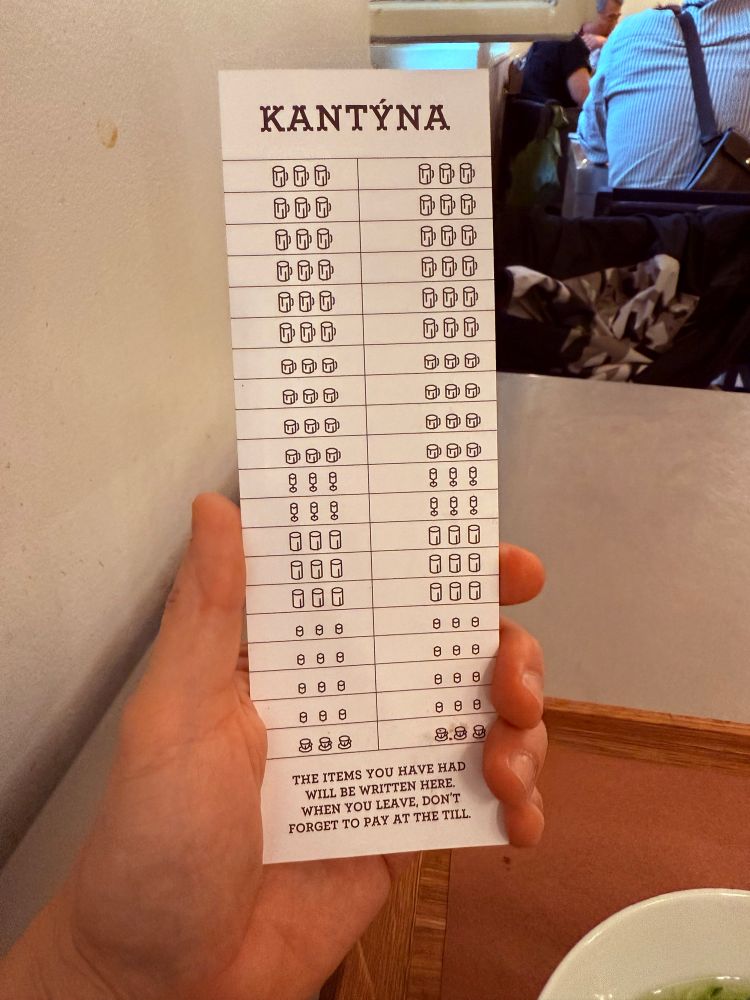 KANTÝNA
THE ITEMS YOU HAVE HAD
WILL BE WRITTEN HERE.
WHEN YOU LEAVE, DON'T
FORGET TO PAY AT THE TILL.